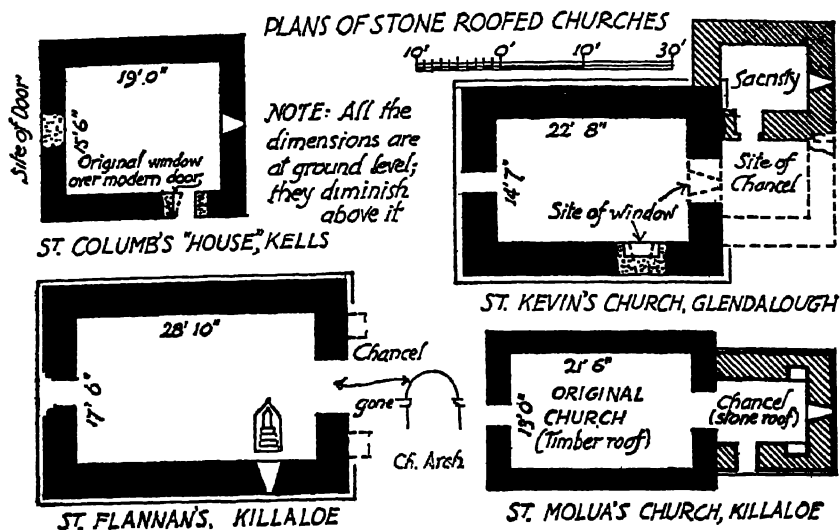 PLANS OF STONE ROOFED CHURCHES
10' 0' 10' 30'
19'.0"
15'6"
Site of Door
Original window
over modern door
ST. COLUMB'S "HOUSE", KELLS
NOTE: All the
dimensions are
at ground level;
they diminish
above it
Sacristy
22' 8"
14'7"
Site of window
Site of
Chancel
ST. KEVIN'S CHURCH, GLENDALOUGH
28' 10"
17' 6"
Chancel
gone
Ch. Arch
ST. FLANNAN'S, KILLALOE
21' 6"
13'0"
ORIGINAL
CHURCH
(Timber roof)
Chancel
(stone roof)
ST. MOLUA'S CHURCH, KILLALOE